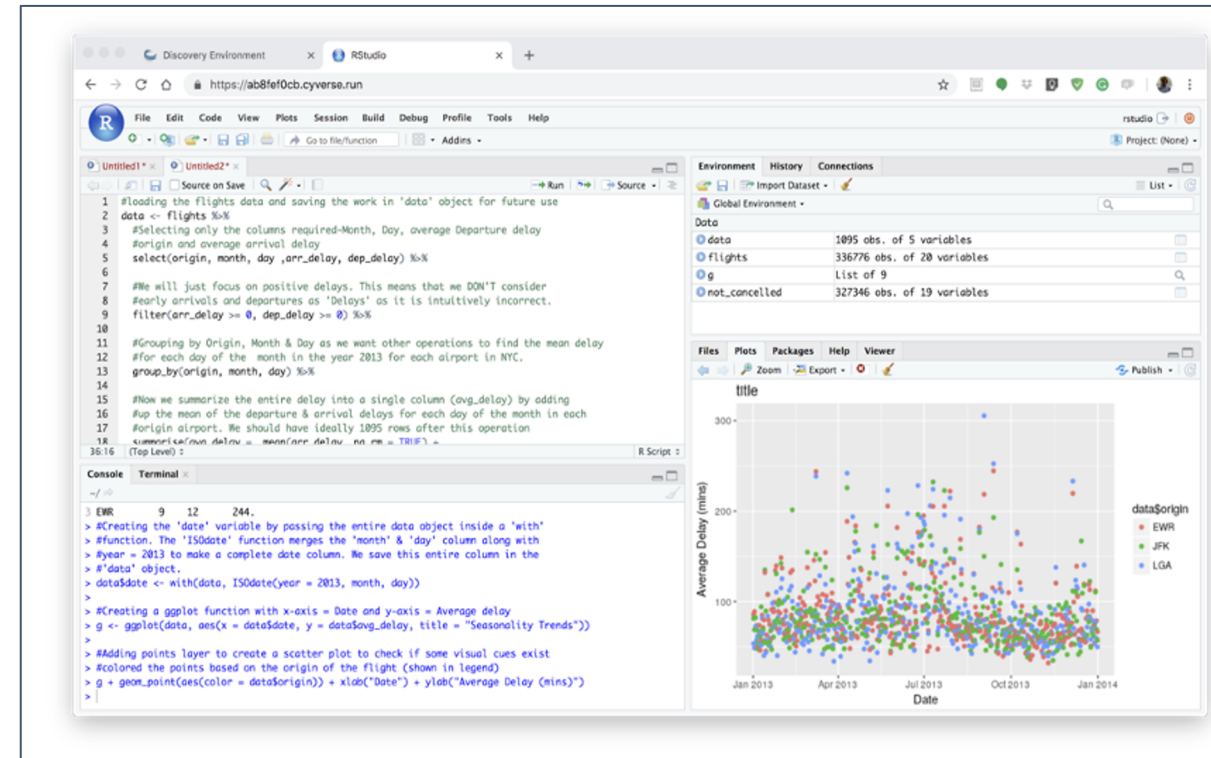 Discovery Environment
RStudio
https://ab8fef0cb.cyverse.run
File Edit Code View Plots Session Build Debug Profile Tools Help
rstudio
Go to file/function
Addins
Project: (None)
Untitled1*
Untitled2*
Source on Save
Run
Source
1 #loading the flights data and saving the work in 'data' object for future use
2 data <- flights %>%
3 #Selecting only the columns required-Month, Day, average Departure delay
4 #origin and average arrival delay
5 select(origin, month, day ,arr_delay, dep_delay) %>%
6
7 #We will just focus on positive delays. This means that we DON'T consider
8 #early arrivals and departures as 'Delays' as it is intuitively incorrect.
9 filter(arr_delay >= 0, dep_delay >= 0) %>%
10
11 #Grouping by Origin, Month & Day as we want other operations to find the mean delay
12 #for each day of the month in the year 2013 for each airport in NYC.
13 group_by(origin, month, day) %>%
14
15 #Now we summarize the entire delay into a single column (avg_delay) by adding
16 #up the mean of the departure & arrival delays for each day of the month in each
17 #origin airport. We should have ideally 1095 rows after this operation
18 summarise(avg_delay = mean(arr_delay, na.rm = TRUE) +
36:16 (Top Level) R Script
Console Terminal
~/
3 EWR 9 12 244.
> #Creating the 'date' variable by passing the entire data object inside a 'with'
> #function. The 'ISOdate' function merges the 'month' & 'day' column along with
> #year = 2013 to make a complete date column. We save this entire column in the
> #'data' object.
> data$date <- with(data, ISOdate(year = 2013, month, day))
>
> #Creating a ggplot function with x-axis = Date and y-axis = Average delay
> g <- ggplot(data, aes(x = data$date, y = data$avg_delay, title = "Seasonality Trends"))
>
> #Adding points layer to create a scatter plot to check if some visual cues exist
> #colored the points based on the origin of the flight (shown in legend)
> g + geom_point(aes(color = data$origin)) + xlab("Date") + ylab("Average Delay (mins)")
>
Environment History Connections
Import Dataset
List
Global Environment
Data
data 1095 obs. of 5 variables
flights 336776 obs. of 20 variables
g List of 9
not_cancelled 327346 obs. of 19 variables
Files Plots Packages Help Viewer
Zoom Export
Publish
title
300
200
100
Average Delay (mins)
Jan 2013 Apr 2013 Jul 2013 Oct 2013 Jan 2014
Date
data$origin
EWR
JFK
LGA